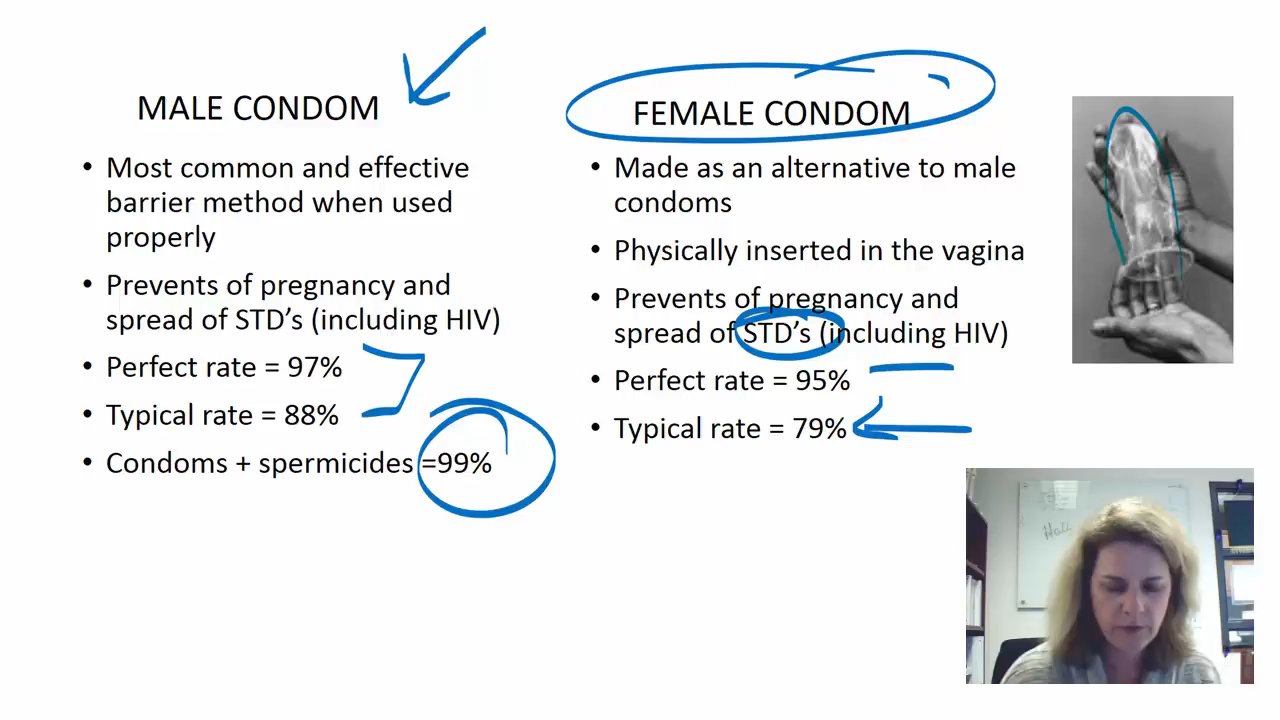 MALE CONDOM
• Most common and effective
barrier method when used
properly
• Prevents of pregnancy and
spread of STD’s (including HIV)
• Perfect rate = 97%
• Typical rate = 88%
• Condoms + spermicides =99%
FEMALE CONDOM
• Made as an alternative to male
condoms
• Physically inserted in the vagina
• Prevents of pregnancy and
spread of STD’s (including HIV)
• Perfect rate = 95%
• Typical rate = 79%